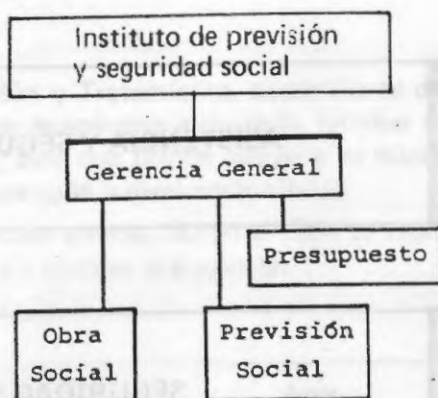 Instituto de previsión
y seguridad social
Gerencia General
Presupuesto
Obra
Social
Previsión
Social